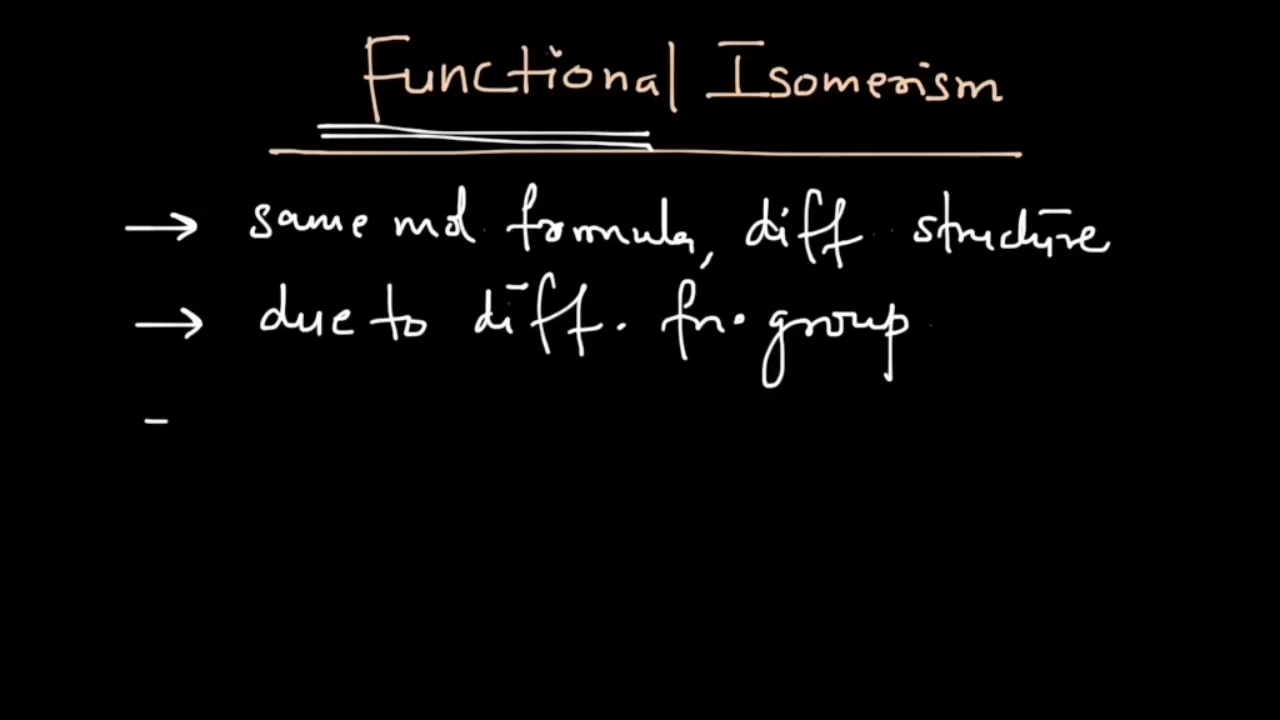 Functional Isomerism
→ same mol formula, diff structure
→ due to diff. fn. group